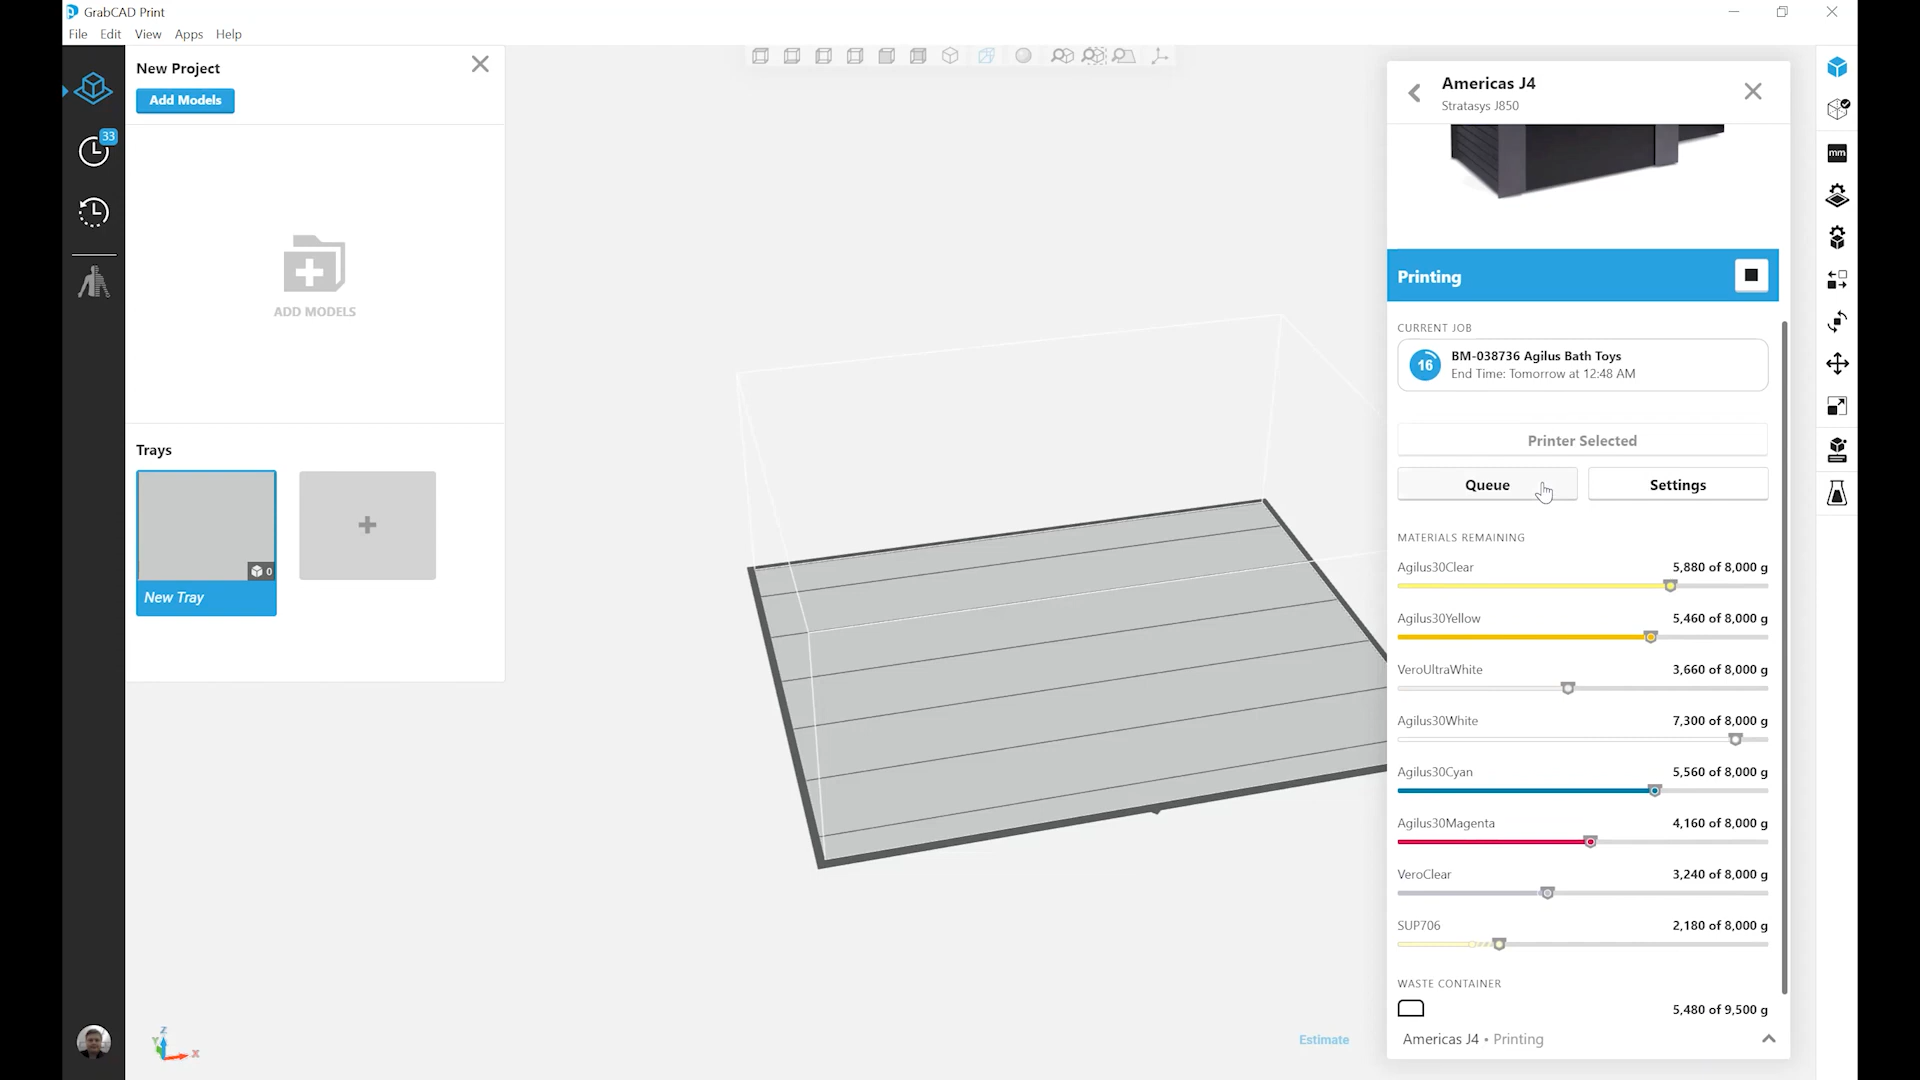 GrabCAD Print
File Edit View Apps Help
New Project
Add Models
33
ADD MODELS
Trays
0
New Tray
Z
Y
X
Estimate
mm
Americas J4
Stratasys J850
Printing
CURRENT JOB
16
BM-038736 Agilus Bath Toys
End Time: Tomorrow at 12:48 AM
Printer Selected
Queue
Settings
MATERIALS REMAINING
Agilus30Clear 5,880 of 8,000 g
Agilus30Yellow 5,460 of 8,000 g
VeroUltraWhite 3,660 of 8,000 g
Agilus30White 7,300 of 8,000 g
Agilus30Cyan 5,560 of 8,000 g
Agilus30Magenta 4,160 of 8,000 g
VeroClear 3,240 of 8,000 g
SUP706 2,180 of 8,000 g
WASTE CONTAINER
5,480 of 9,500 g
Americas J4 • Printing